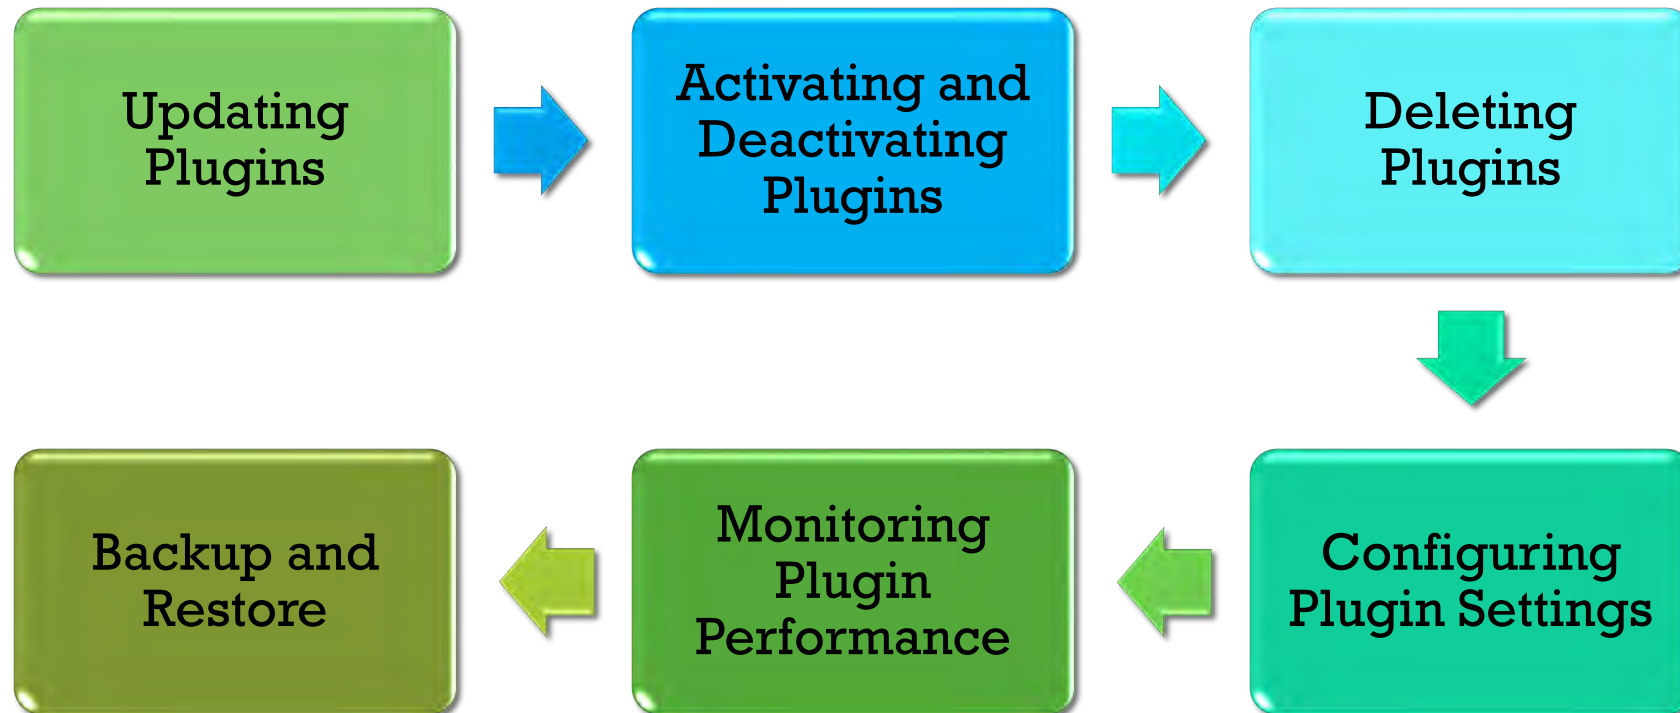 Updating
Plugins
Activating and
Deactivating
Plugins
Deleting
Plugins
Configuring
Plugin Settings
Monitoring
Plugin
Performance
Backup and
Restore